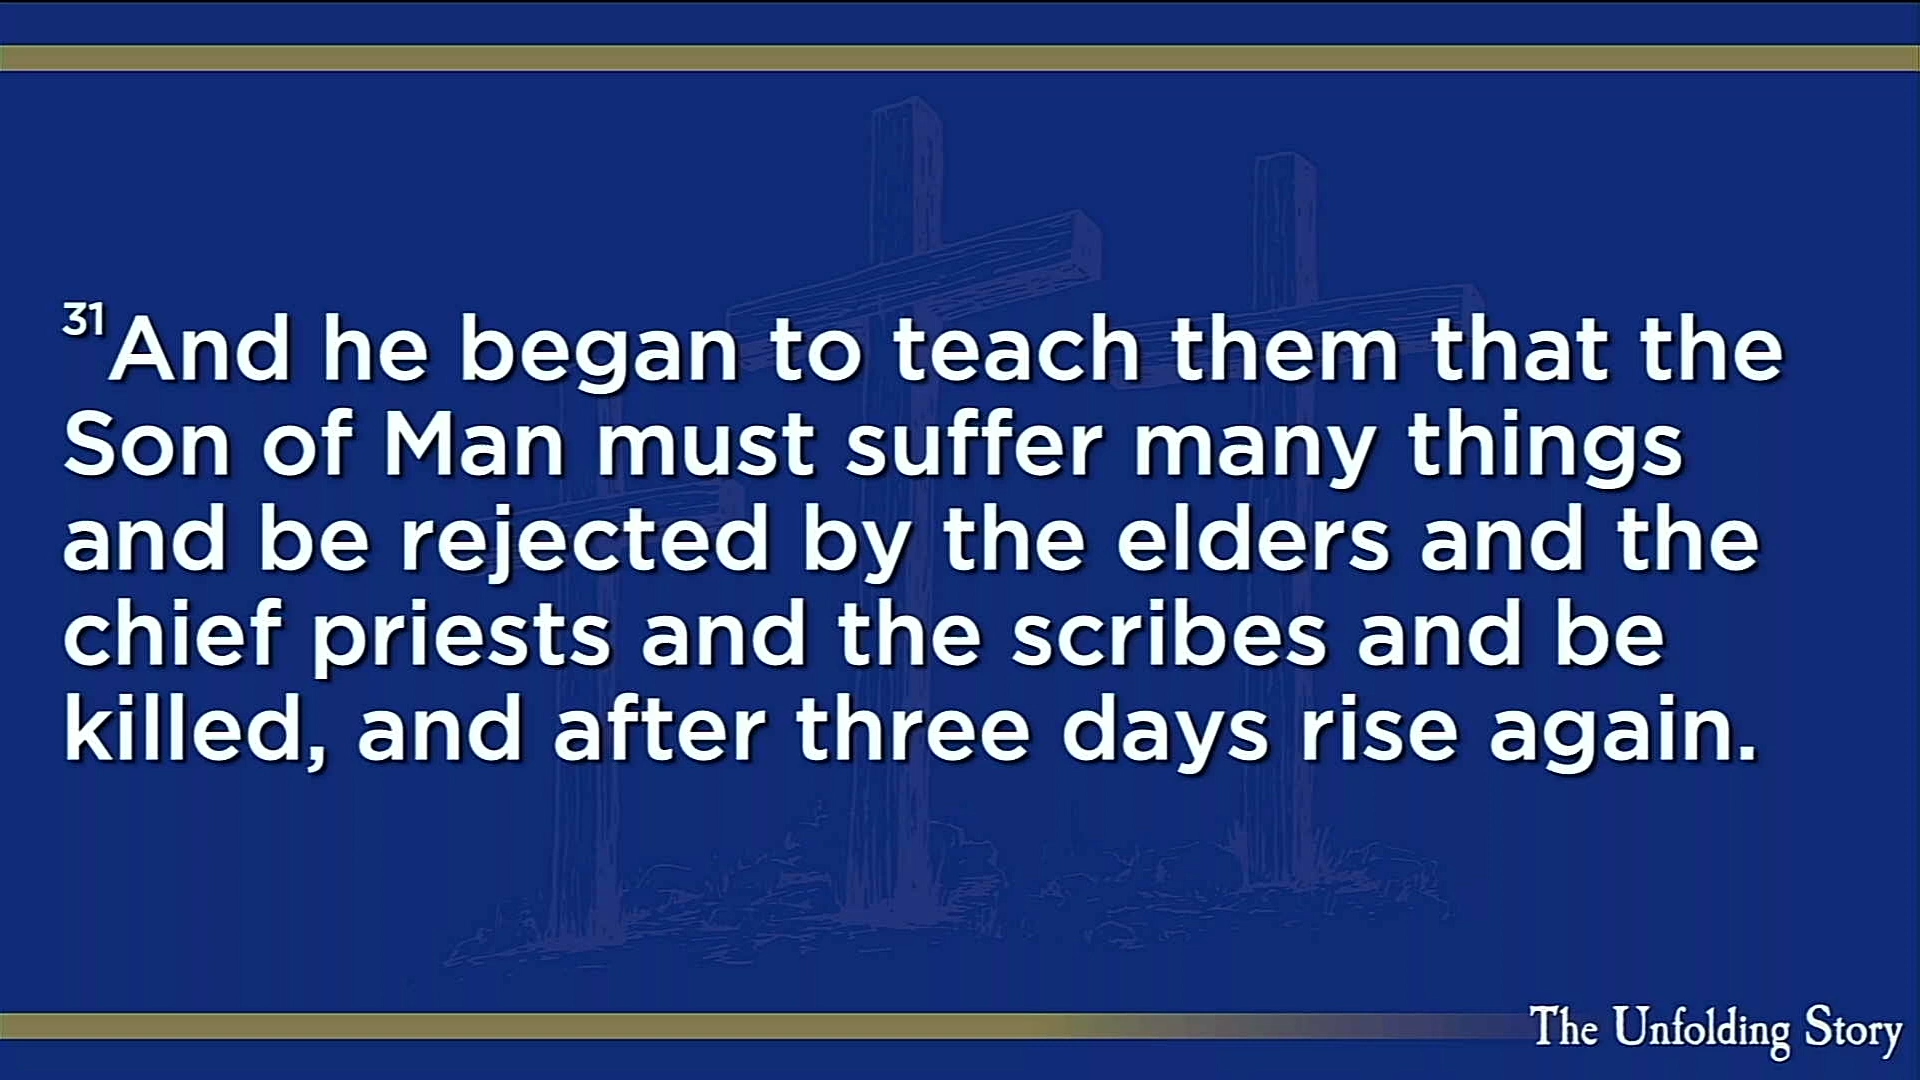 31And he began to teach them that the
Son of Man must suffer many things
and be rejected by the elders and the
chief priests and the scribes and be
killed, and after three days rise again.
The Unfolding Story